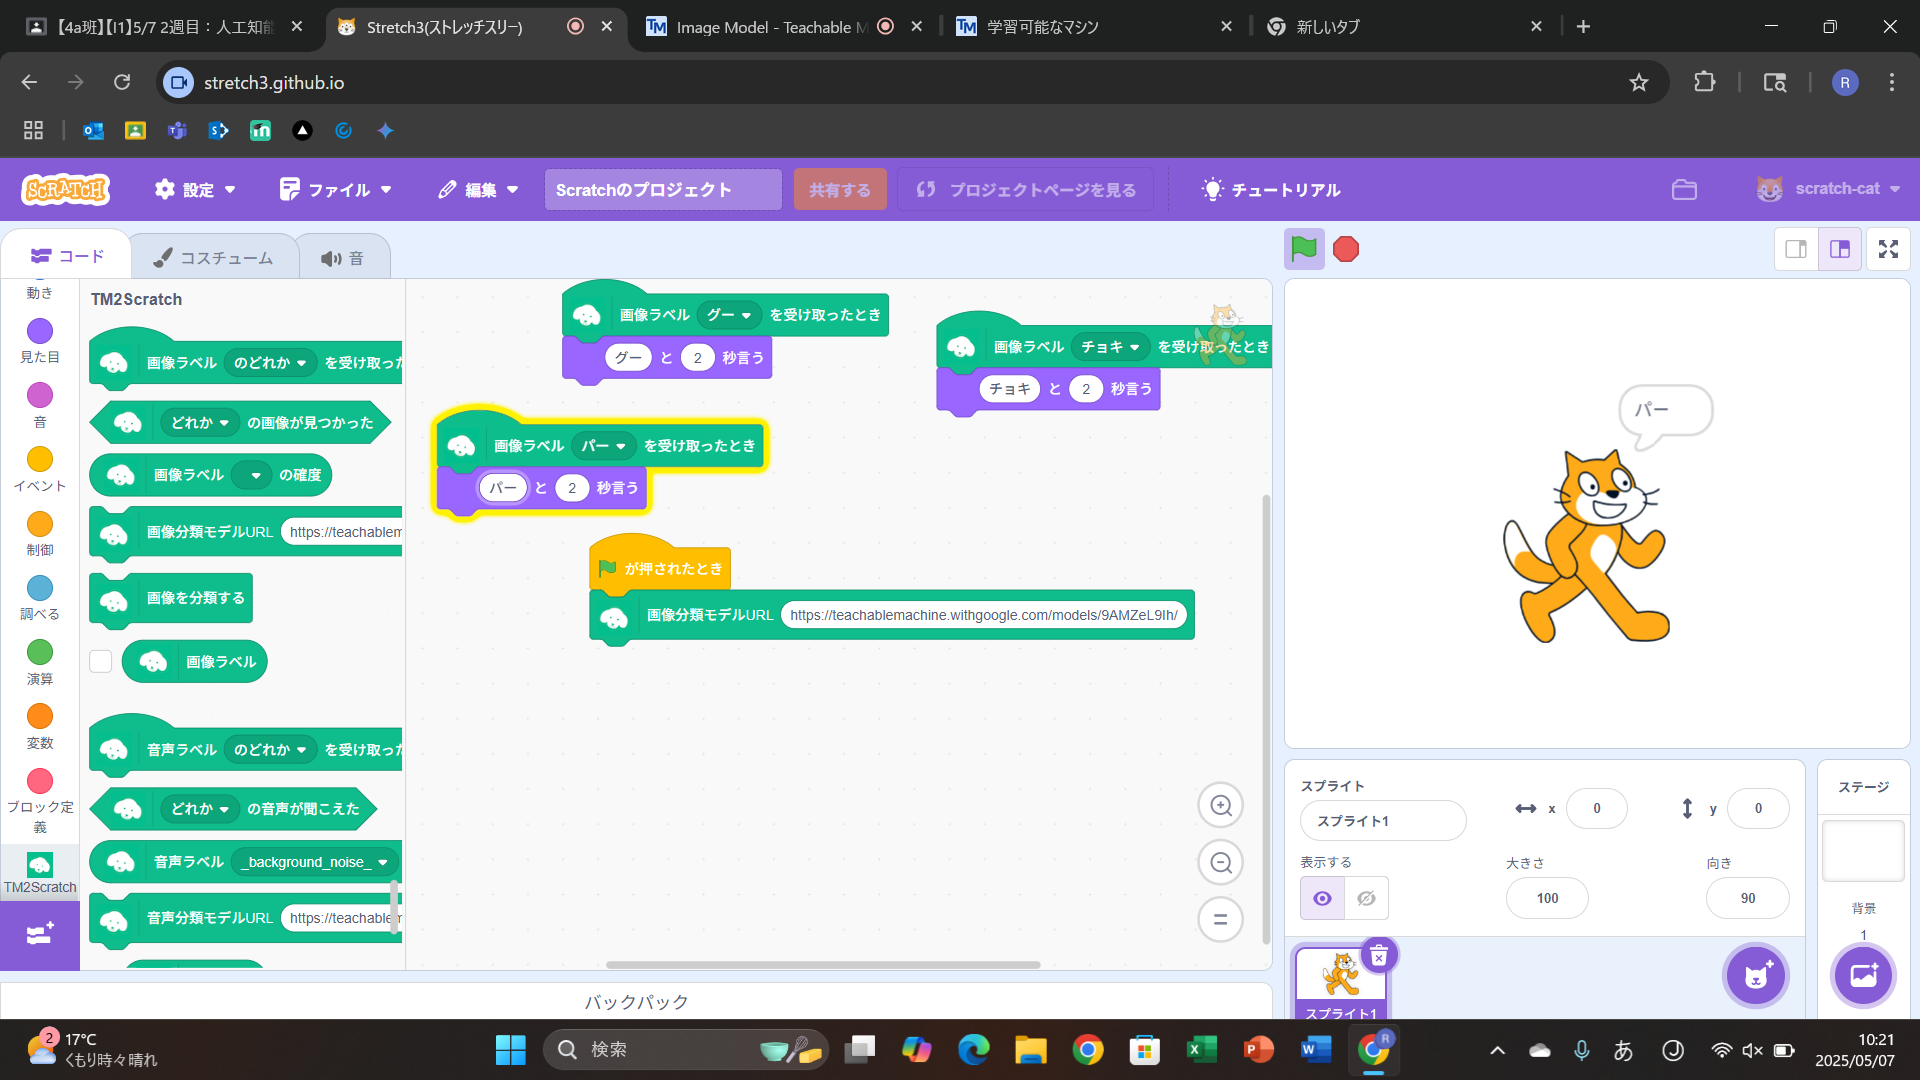 【4a班】【I1】5/7 2週目：人工知能
Stretch3(ストレッチスリー)
Image Model - Teachable M
学習可能なマシン
新しいタブ
stretch3.github.io
R
SCRATCH
設定
ファイル
編集
Scratchのプロジェクト
共有する
プロジェクトページを見る
チュートリアル
scratch-cat
コード
コスチューム
音
動き
見た目
音
イベント
制御
調べる
演算
変数
ブロック定
義
TM2Scratch
TM2Scratch
画像ラベル のどれか を受け取った
どれか の画像が見つかった
画像ラベル の確度
画像分類モデルURL https://teachablem
画像を分類する
画像ラベル
音声ラベル のどれか を受け取った
どれか の音声が聞こえた
音声ラベル _background_noise_
音声分類モデルURL https://teachablem
画像ラベル グー を受け取ったとき
グー と 2 秒言う
画像ラベル チョキ を受け取ったとき
チョキ と 2 秒言う
画像ラベル パー を受け取ったとき
パー と 2 秒言う
が押されたとき
画像分類モデルURL https://teachablemachine.withgoogle.com/models/9AMZeL9Ih/
バックパック
パー
スプライト
スプライト1
x 0
y 0
表示する
大きさ
100
向き
90
スプライト1
ステージ
背景
1
2
17℃
くもり時々晴れ
検索
R
あ
10:21
2025/05/07